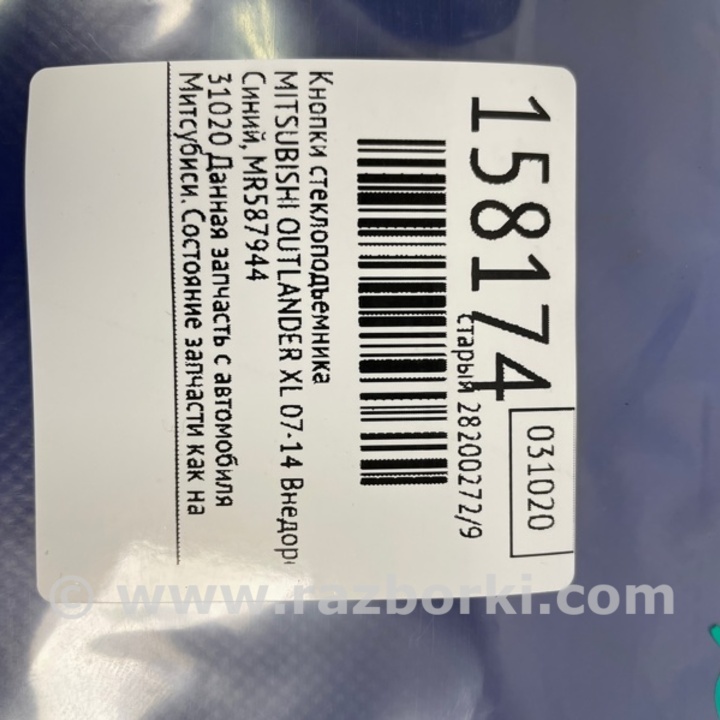 158174
031020
старый 28200272/9
Кнопки стеклоподъемника
MITSUBISHI OUTLANDER XL 07-14 Внедор
Синий, MR587944
31020 Данная запчасть с автомобиля
Митсубиси. Состояние запчасти как на
© www.razborki.com